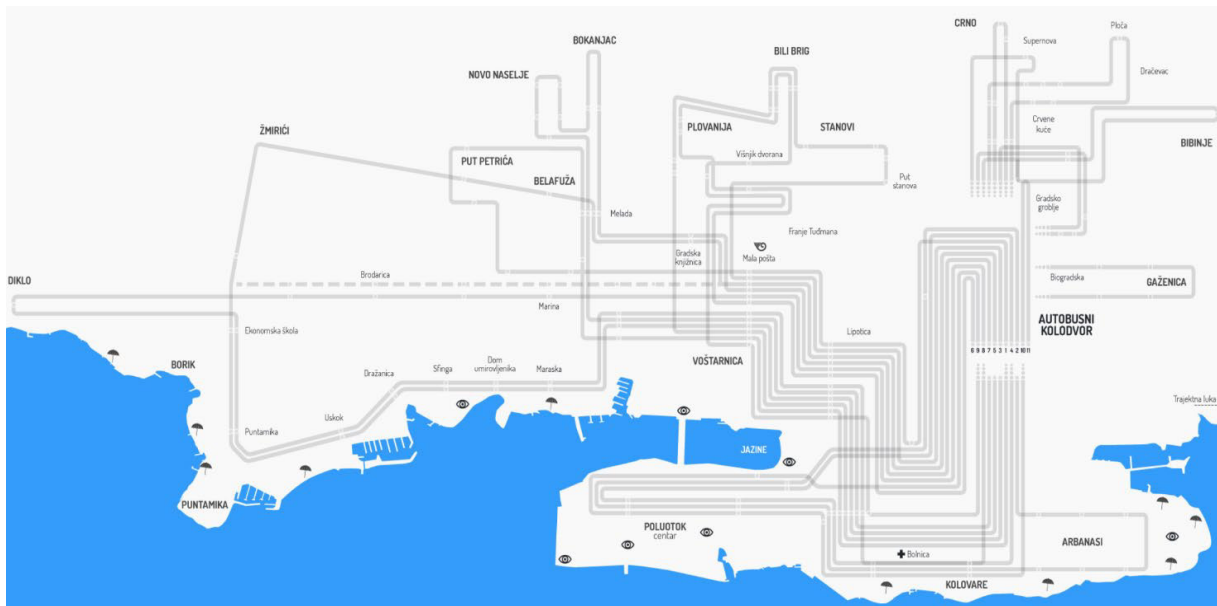 CRNO
Ploča
Supernova
BOKANJAC
BILI BRIG
Dračevac
NOVO NASELJE
Crvene
kuće
PLOVANIJA
STANOVI
ŽMIRIĆI
BIBINJE
Višnjik dvorana
PUT PETRIĆA
BELAFUŽA
Put
stanova
Gradsko
groblje
Melada
Franje Tuđmana
Gradska
knjižnica
Mala pošta
Brodarica
Biogradska
GAŽENICA
DIKLO
Marina
AUTOBUSNI
KOLODVOR
Ekonomska škola
Lipotica
VOŠTARNICA
BORIK
Dražanica
Sfinga
Dom
umirovljenika
Maraska
Trajektna luka
Uskok
Puntamika
JAZINE
PUNTAMIKA
POLUOTOK
centar
ARBANASI
Bolnica
KOLOVARE